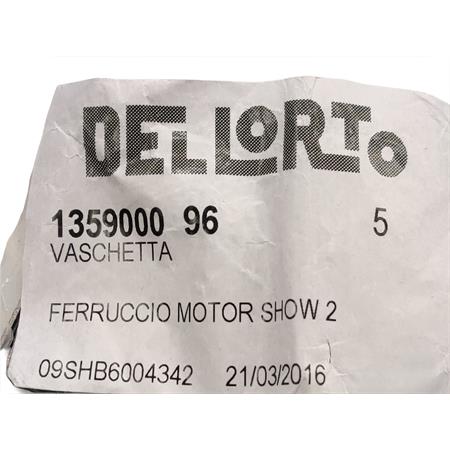 DELLORTO
1359000 96 5
VASCHETTA
FERRUCCIO MOTOR SHOW 2
09SHB6004342 21/03/2016